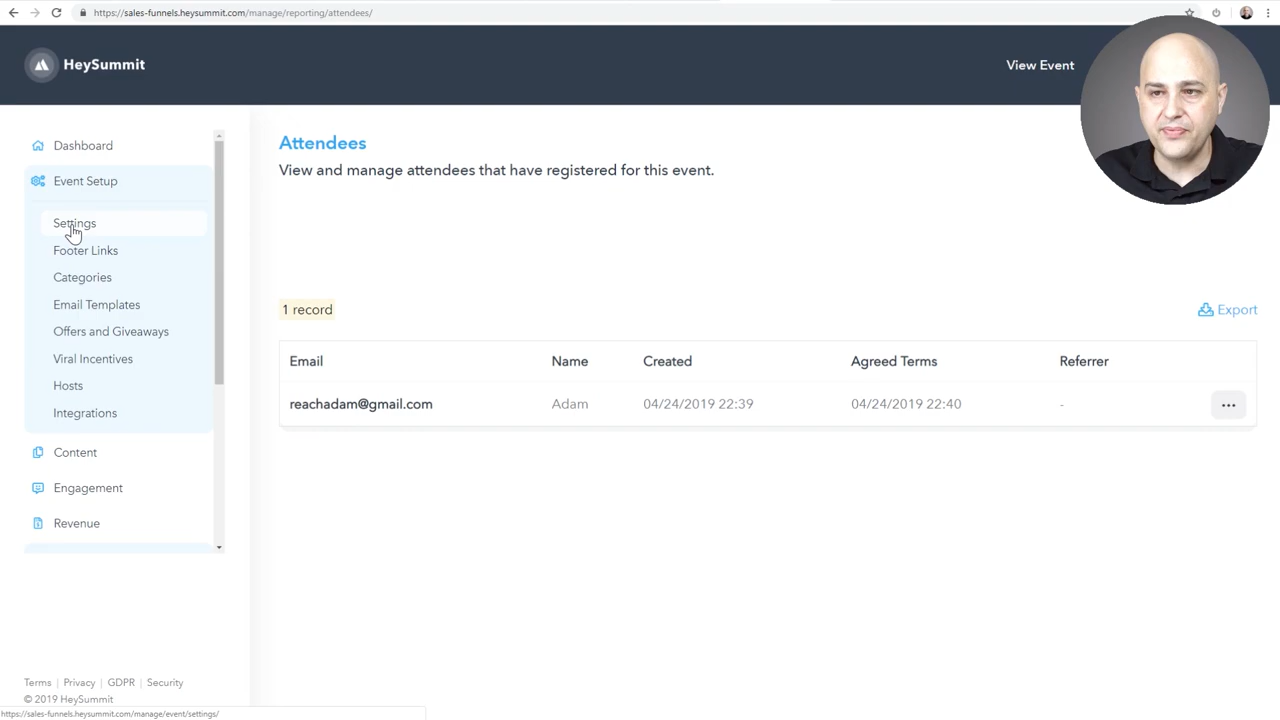 https://sales-funnels.heysummit.com/manage/reporting/attendees/
HeySummit
View Event
Dashboard
Event Setup
Settings
Footer Links
Categories
Email Templates
Offers and Giveaways
Viral Incentives
Hosts
Integrations
Content
Engagement
Revenue
Attendees
View and manage attendees that have registered for this event.
1 record
Export
Email Name Created Agreed Terms Referrer
reachadam@gmail.com Adam 04/24/2019 22:39 04/24/2019 22:40 -
Terms | Privacy | GDPR | Security
© 2019 HeySummit
https://sales-funnels.heysummit.com/manage/event/settings/